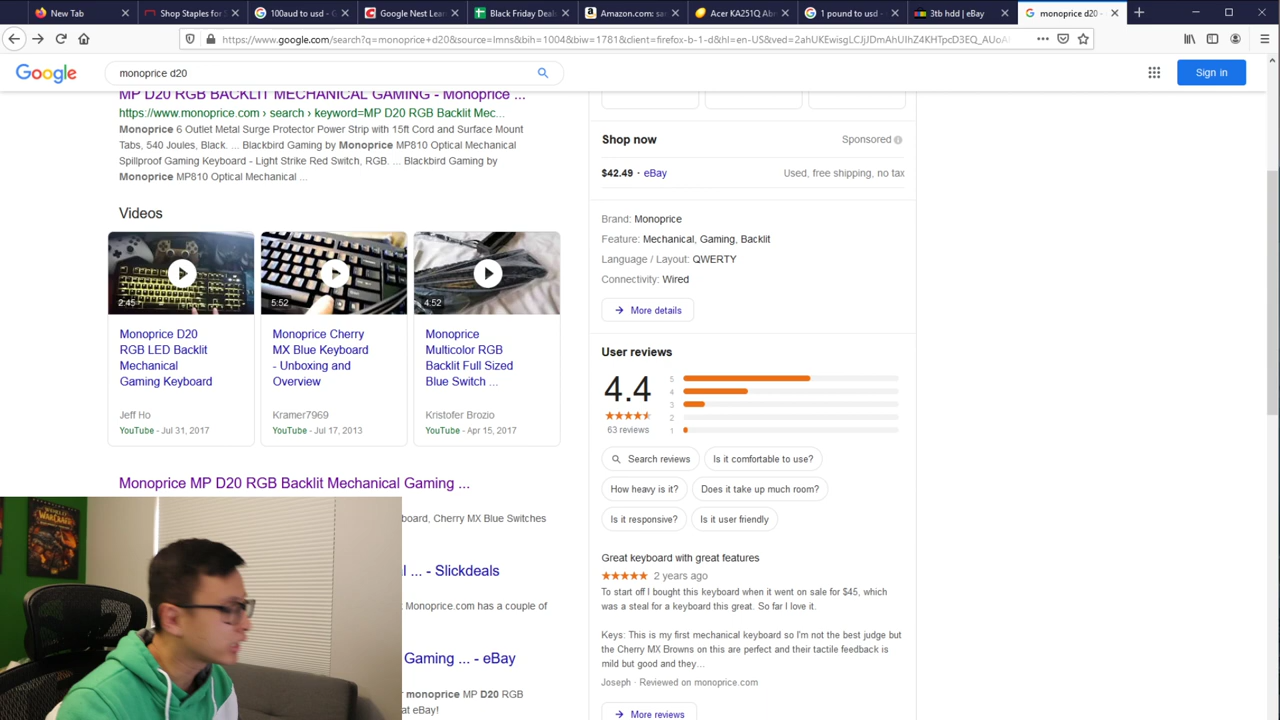 New Tab
Shop Staples for S
100aud to usd - G
Google Nest Learn
Black Friday Deals
Amazon.com: sa
Acer KA251Q Abn
1 pound to usd -
3tb hdd | eBay
monoprice d20 -
https://www.google.com/search?q=monoprice+d20&source=lmns&bih=1004&biw=1781&client=firefox-b-1-d&hl=en-US&ved=2ahUKEwisgLCJjJDmAhUIhZ4KHTpcD3EQ_AUoA
Google
monoprice d20
Sign in
MP D20 RGB BACKLIT MECHANICAL GAMING - Monoprice ...
https://www.monoprice.com › search › keyword=MP D20 RGB Backlit Mec...
Monoprice 6 Outlet Metal Surge Protector Power Strip with 15ft Cord and Surface Mount
Tabs, 540 Joules, Black. ... Blackbird Gaming by Monoprice MP810 Optical Mechanical
Spillproof Gaming Keyboard - Light Strike Red Switch, RGB. ... Blackbird Gaming by
Monoprice MP810 Optical Mechanical ...
Videos
2:45
5:52
4:52
Monoprice D20
RGB LED Backlit
Mechanical
Gaming Keyboard
Jeff Ho
YouTube - Jul 31, 2017
Monoprice Cherry
MX Blue Keyboard
- Unboxing and
Overview
Kramer7969
YouTube - Jul 17, 2013
Monoprice
Multicolor RGB
Backlit Full Sized
Blue Switch ...
Kristofer Brozio
YouTube - Apr 15, 2017
Monoprice MP D20 RGB Backlit Mechanical Gaming ...
board, Cherry MX Blue Switches
... - Slickdeals
Monoprice.com has a couple of
Gaming ... - eBay
monoprice MP D20 RGB
at eBay!
Shop now
Sponsored
$42.49 · eBay
Used, free shipping, no tax
Brand: Monoprice
Feature: Mechanical, Gaming, Backlit
Language / Layout: QWERTY
Connectivity: Wired
More details
User reviews
4.4
63 reviews
5
4
3
2
1
Search reviews
Is it comfortable to use?
How heavy is it?
Does it take up much room?
Is it responsive?
Is it user friendly
Great keyboard with great features
2 years ago
To start off I bought this keyboard when it went on sale for $45, which
was a steal for a keyboard this great. So far I love it.
Keys: This is my first mechanical keyboard so I'm not the best judge but
the Cherry MX Browns on this are perfect and their tactile feedback is
mild but good and they…
Joseph · Reviewed on monoprice.com
More reviews
WARCRAFT